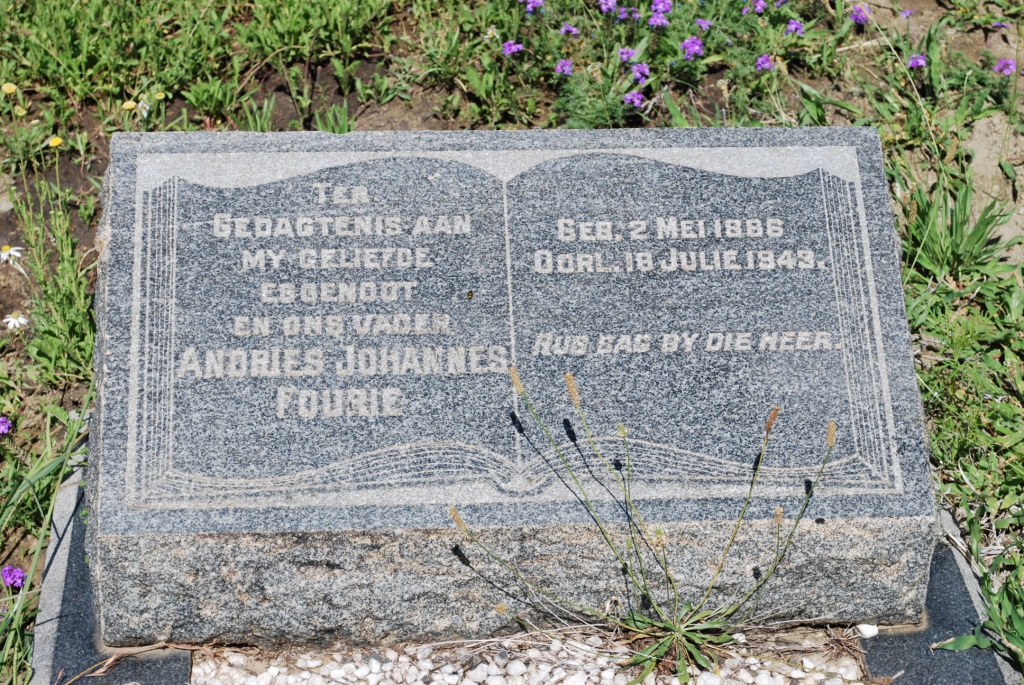 TER
GEDAGTENIS AAN
MY GELIEFDE
EGGENOOT
EN ONS VADER
ANDRIES JOHANNES
FOURIE
GEB. 2 MEI 1886
OORL. 18 JULIE 1943.
RUS SAG BY DIE HEER.